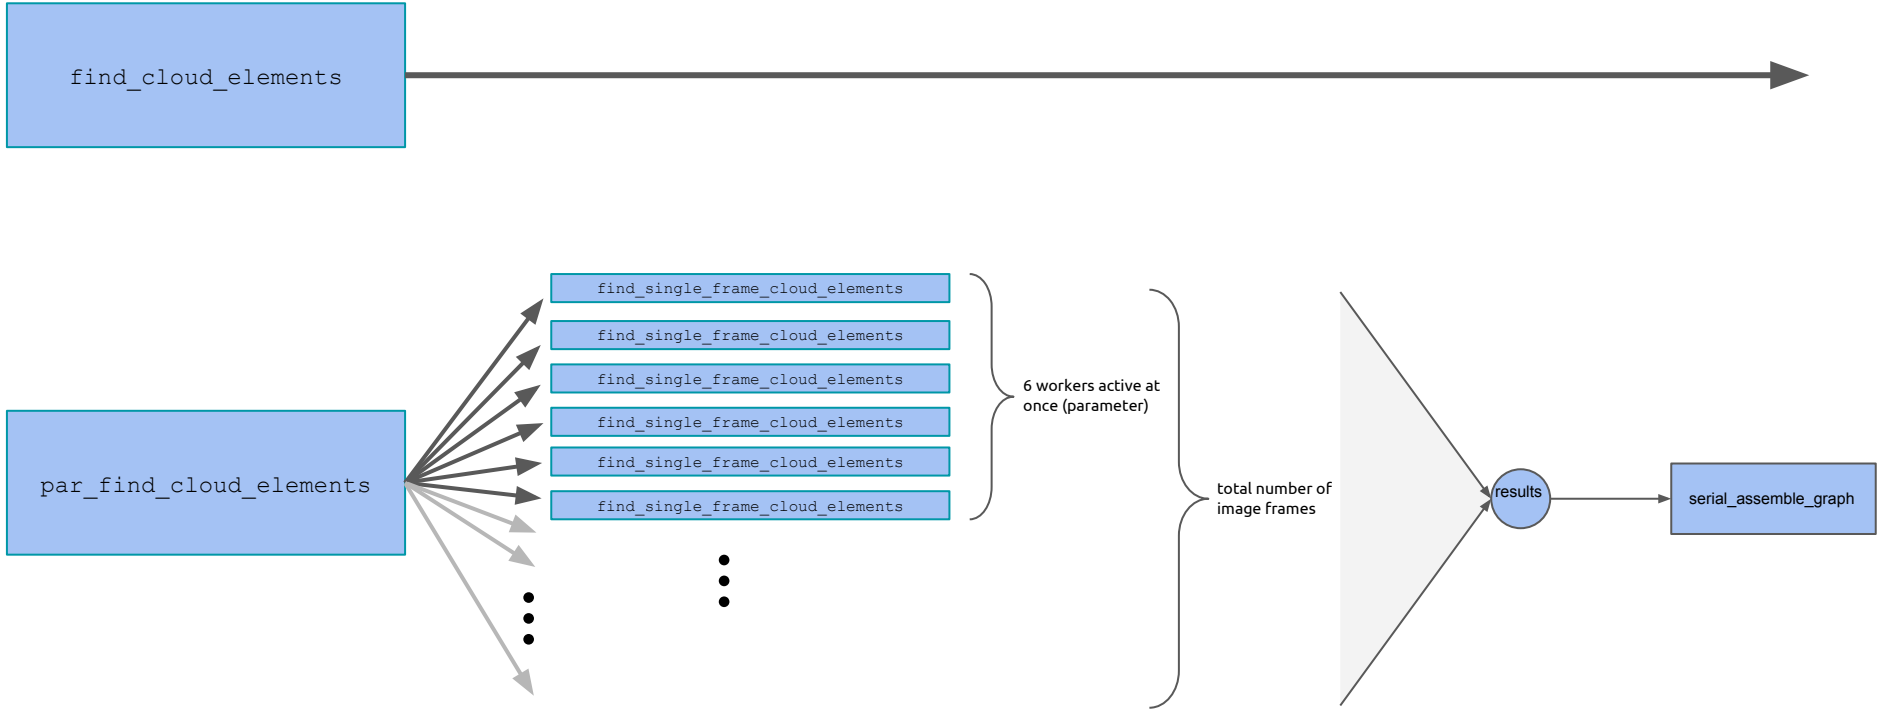 find_cloud_elements
find_single_frame_cloud_elements
find_single_frame_cloud_elements
find_single_frame_cloud_elements
find_single_frame_cloud_elements
find_single_frame_cloud_elements
find_single_frame_cloud_elements
par_find_cloud_elements
6 workers active at
once (parameter)
total number of
image frames
results
serial_assemble_graph